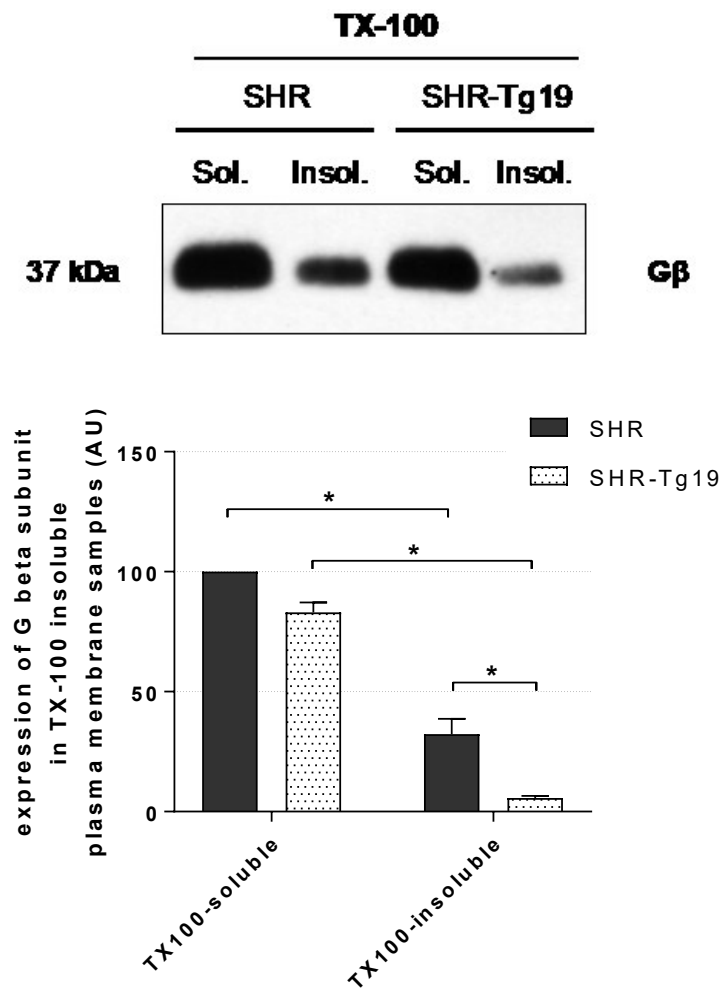 TX-100
SHR SHR-Tg19
Sol. Insol. Sol. Insol.
37 kDa Gβ
SHR
SHR-Tg19
expression of G beta subunit
in TX-100 insoluble
plasma membrane samples (AU)
150
100
50
0
*
*
*
TX100-soluble
TX100-insoluble